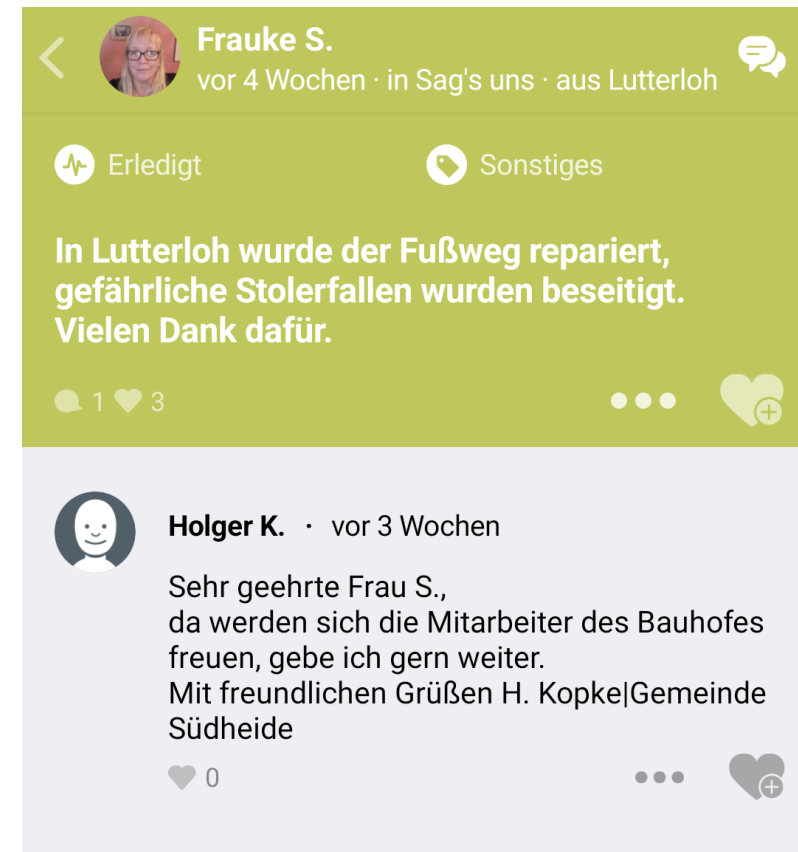 Frauke S.
vor 4 Wochen · in Sag's uns · aus Lutterloh
Erledigt
Sonstiges
In Lutterloh wurde der Fußweg repariert,
gefährliche Stolerfallen wurden beseitigt.
Vielen Dank dafür.
1 3
Holger K. · vor 3 Wochen
Sehr geehrte Frau S.,
da werden sich die Mitarbeiter des Bauhofes
freuen, gebe ich gern weiter.
Mit freundlichen Grüßen H. Kopke|Gemeinde
Südheide
0